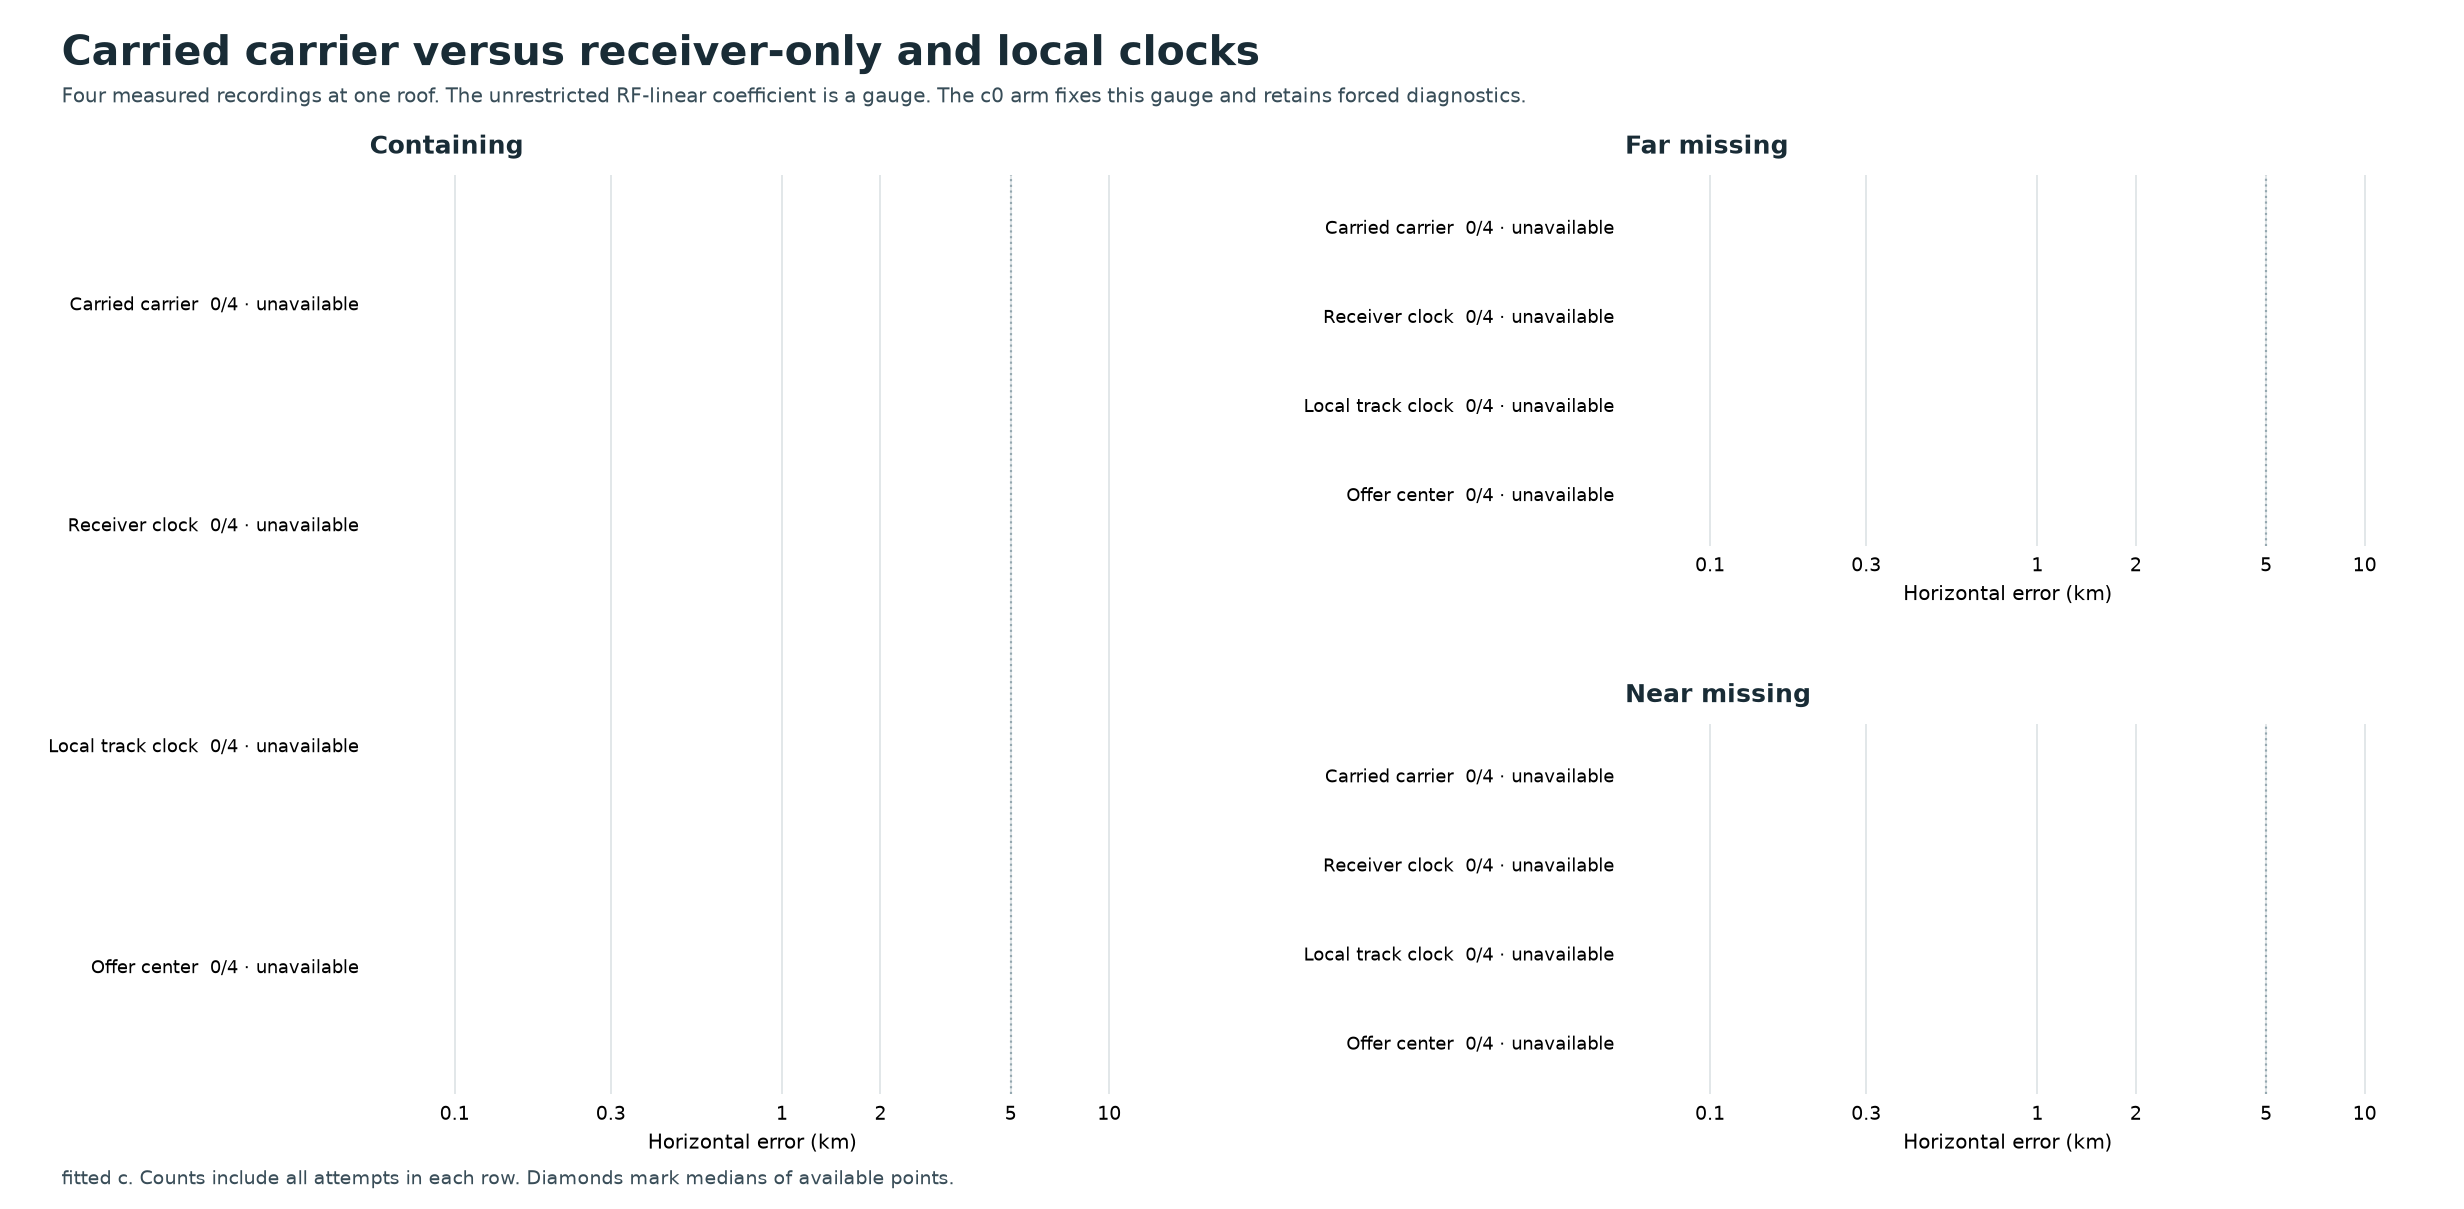 Carried carrier versus receiver-only and local clocks
Four measured recordings at one roof. The unrestricted RF-linear coefficient is a gauge. The c0 arm fixes this gauge and retains forced diagnostics.
Containing
Carried carrier 0/4 · unavailable
Receiver clock 0/4 · unavailable
Local track clock 0/4 · unavailable
Offer center 0/4 · unavailable
0.1 0.3 1 2 5 10
Horizontal error (km)
Far missing
Carried carrier 0/4 · unavailable
Receiver clock 0/4 · unavailable
Local track clock 0/4 · unavailable
Offer center 0/4 · unavailable
0.1 0.3 1 2 5 10
Horizontal error (km)
Near missing
Carried carrier 0/4 · unavailable
Receiver clock 0/4 · unavailable
Local track clock 0/4 · unavailable
Offer center 0/4 · unavailable
0.1 0.3 1 2 5 10
Horizontal error (km)
fitted c. Counts include all attempts in each row. Diamonds mark medians of available points.